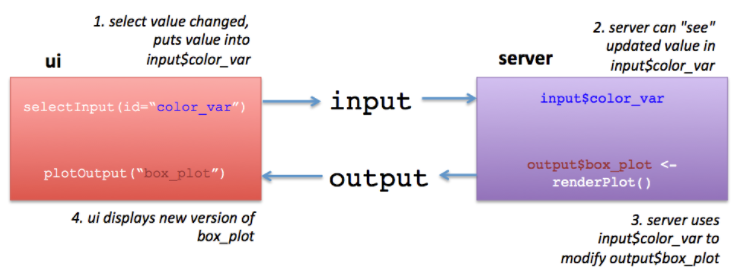 1. select value changed,
puts value into
input$color_var
ui
selectInput(id=“color_var”)
plotOutput(“box_plot”)
4. ui displays new version of
box_plot
input
output
2. server can "see"
updated value in
input$color_var
server
input$color_var
output$box_plot <-
renderPlot()
3. server uses
input$color_var to
modify output$box_plot